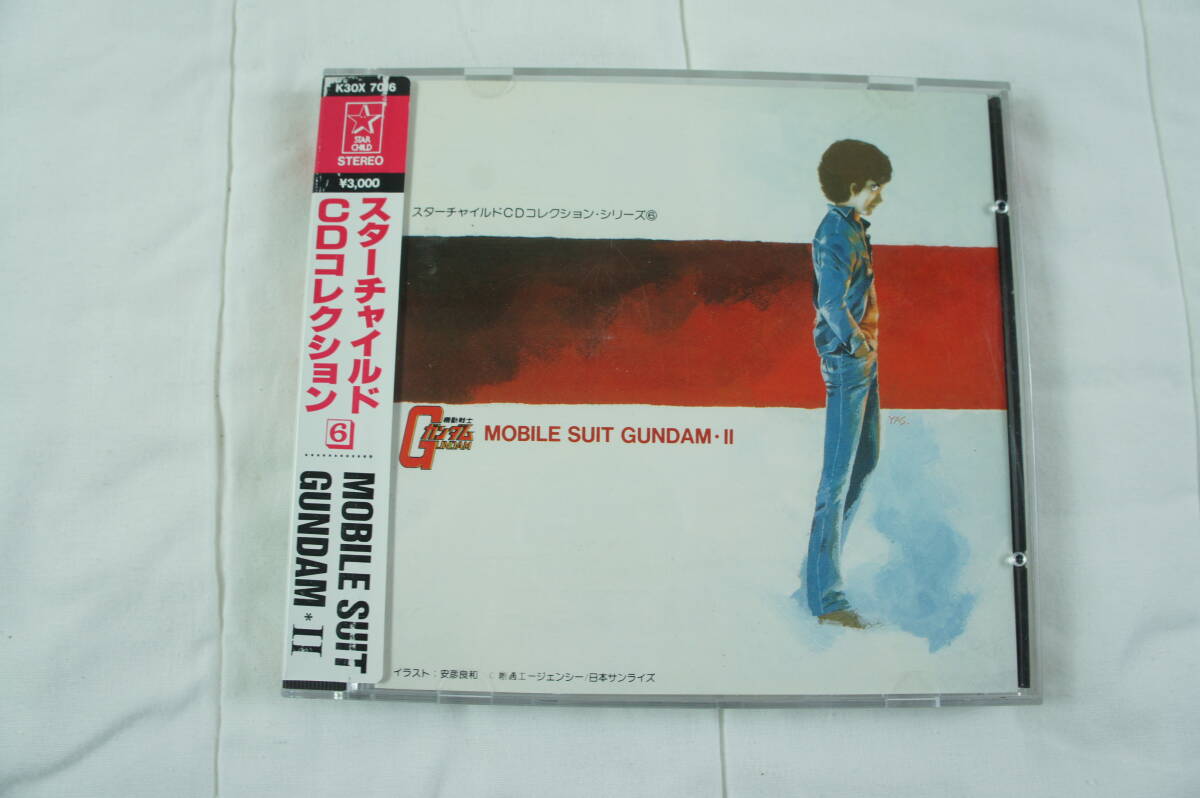 K30X 7076
STAR
CHILD
STEREO
¥3,000
スターチャイルド
CDコレクション
6
MOBILE SUIT
GUNDAM * II
スターチャイルドCDコレクション・シリーズ⑥
機動戦士
ガンダム
GUNDAM
MOBILE SUIT GUNDAM・II
YAS.
イラスト:安彦良和
エージェンシー/日本サンライズ